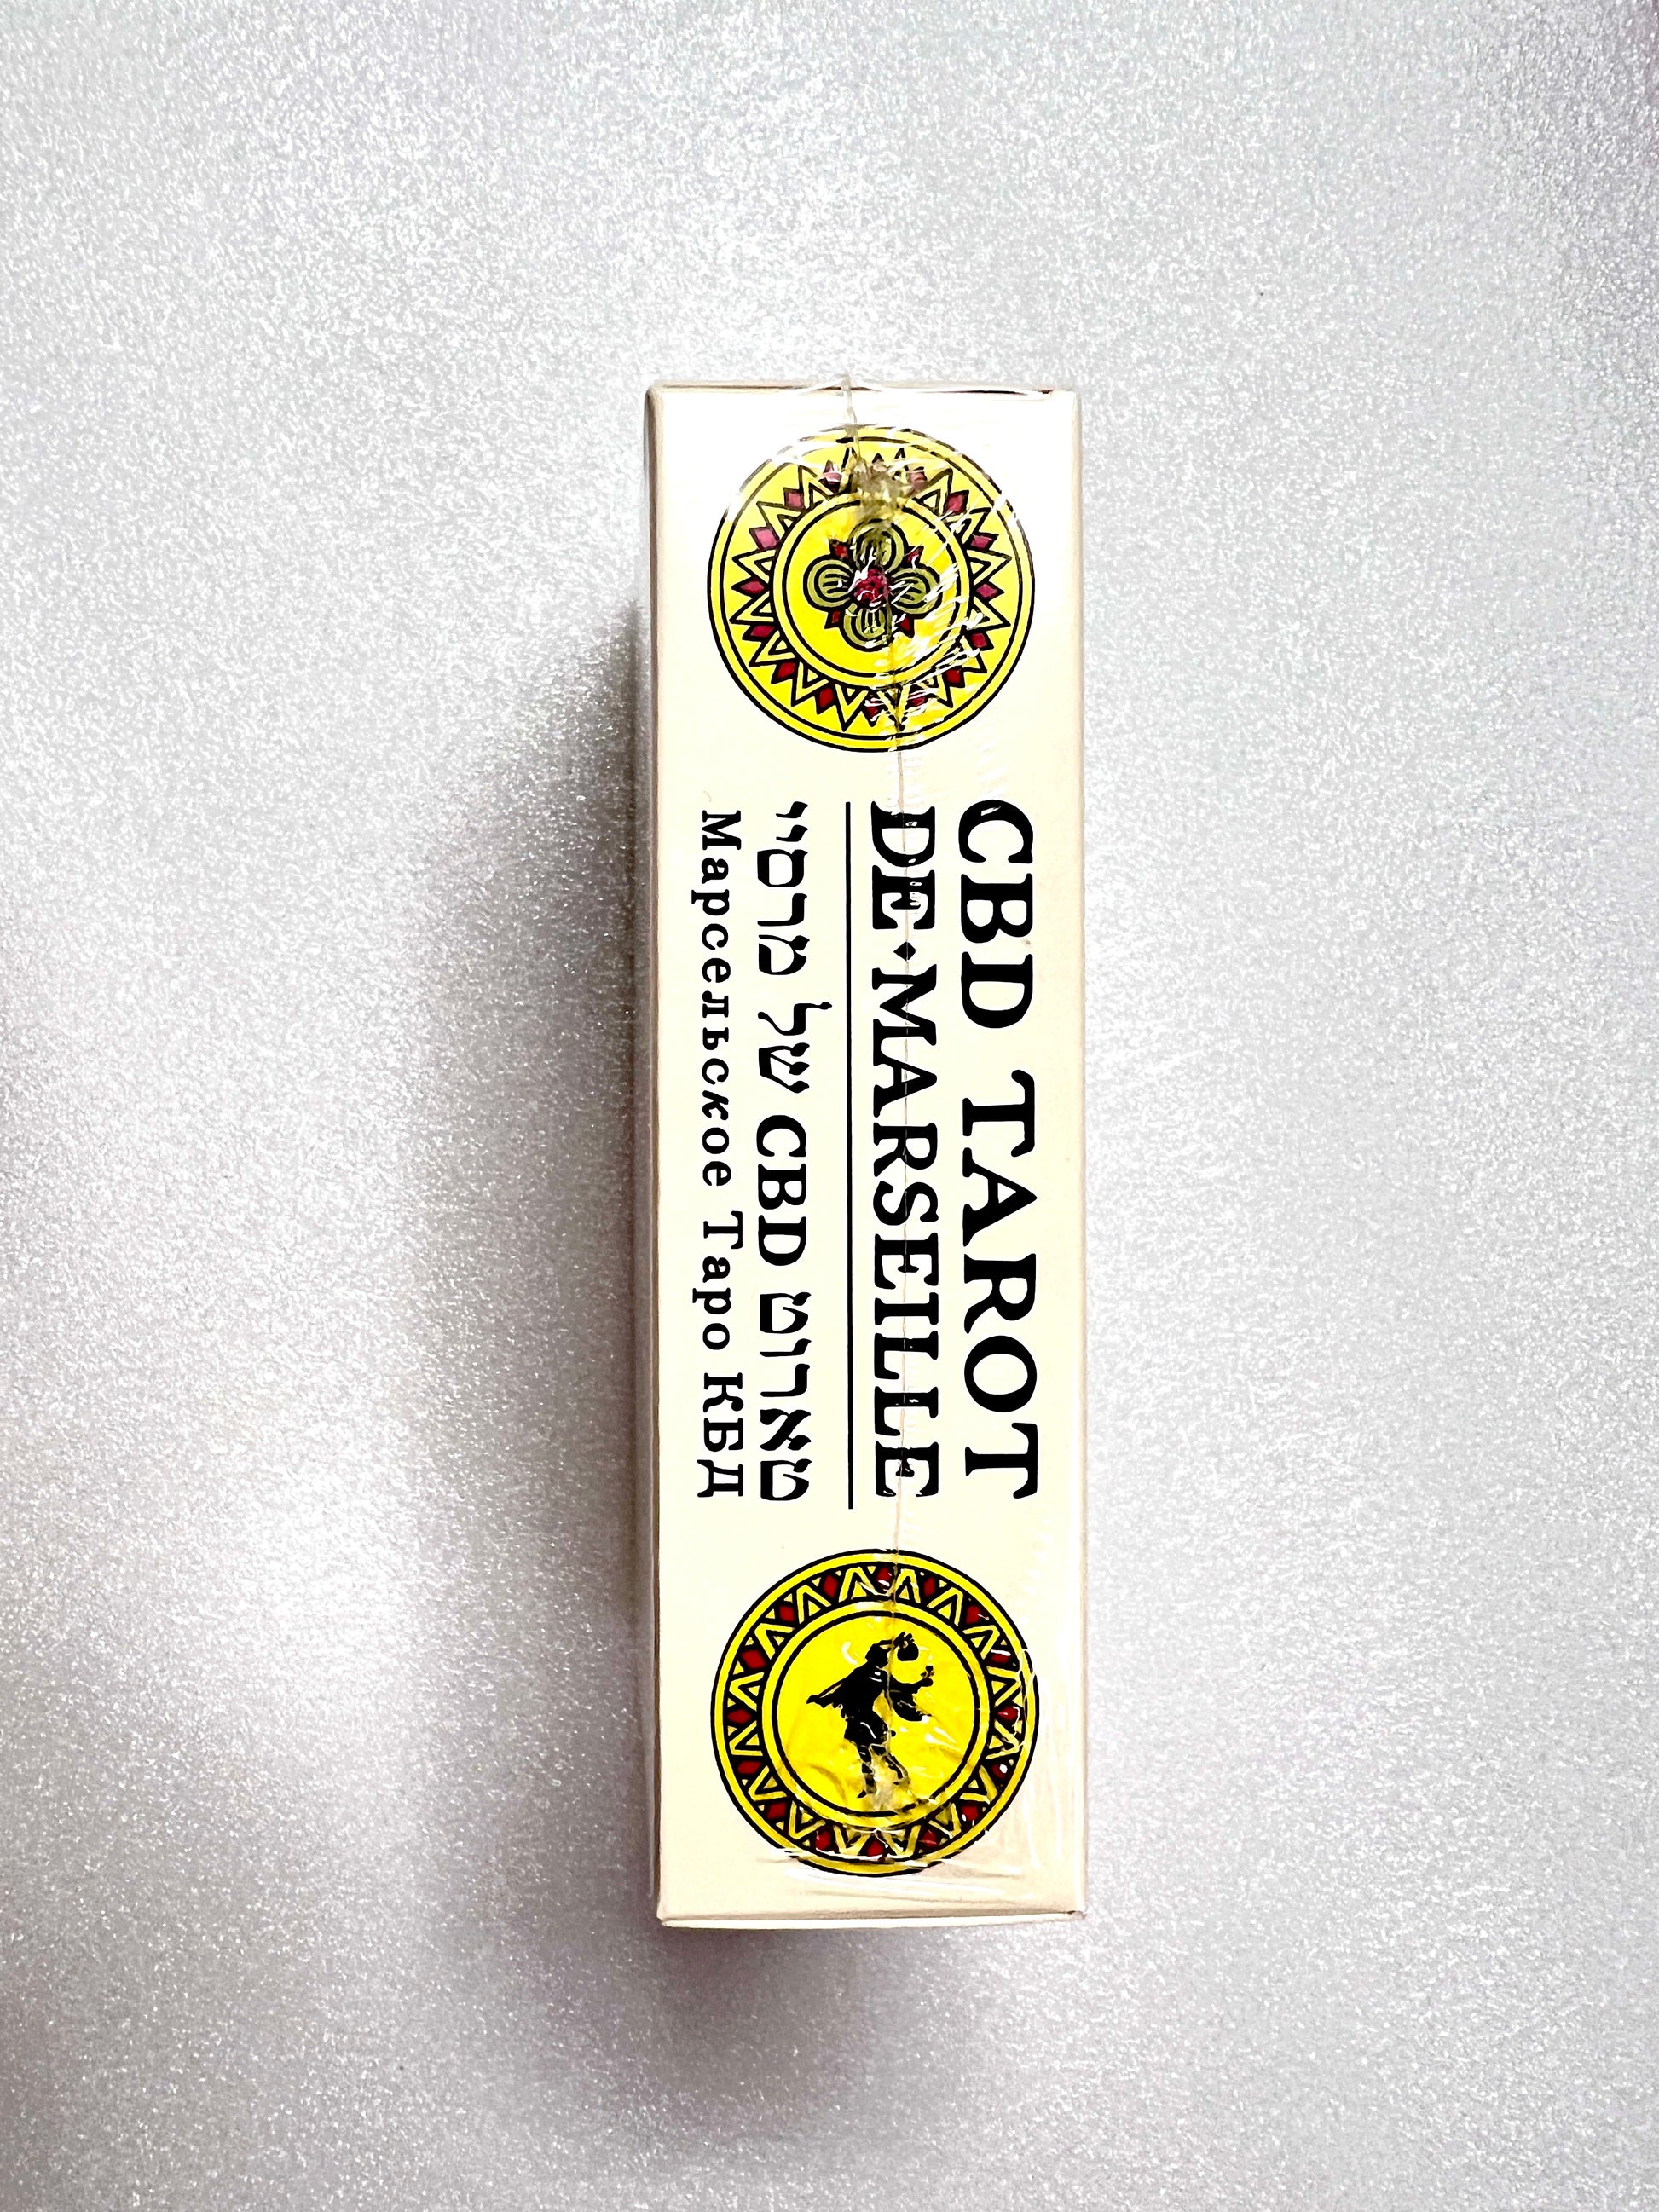 CBD TAROT
DE·MARSEILLE
טארוט CBD של מרסיי
Марсельское Таро КБД